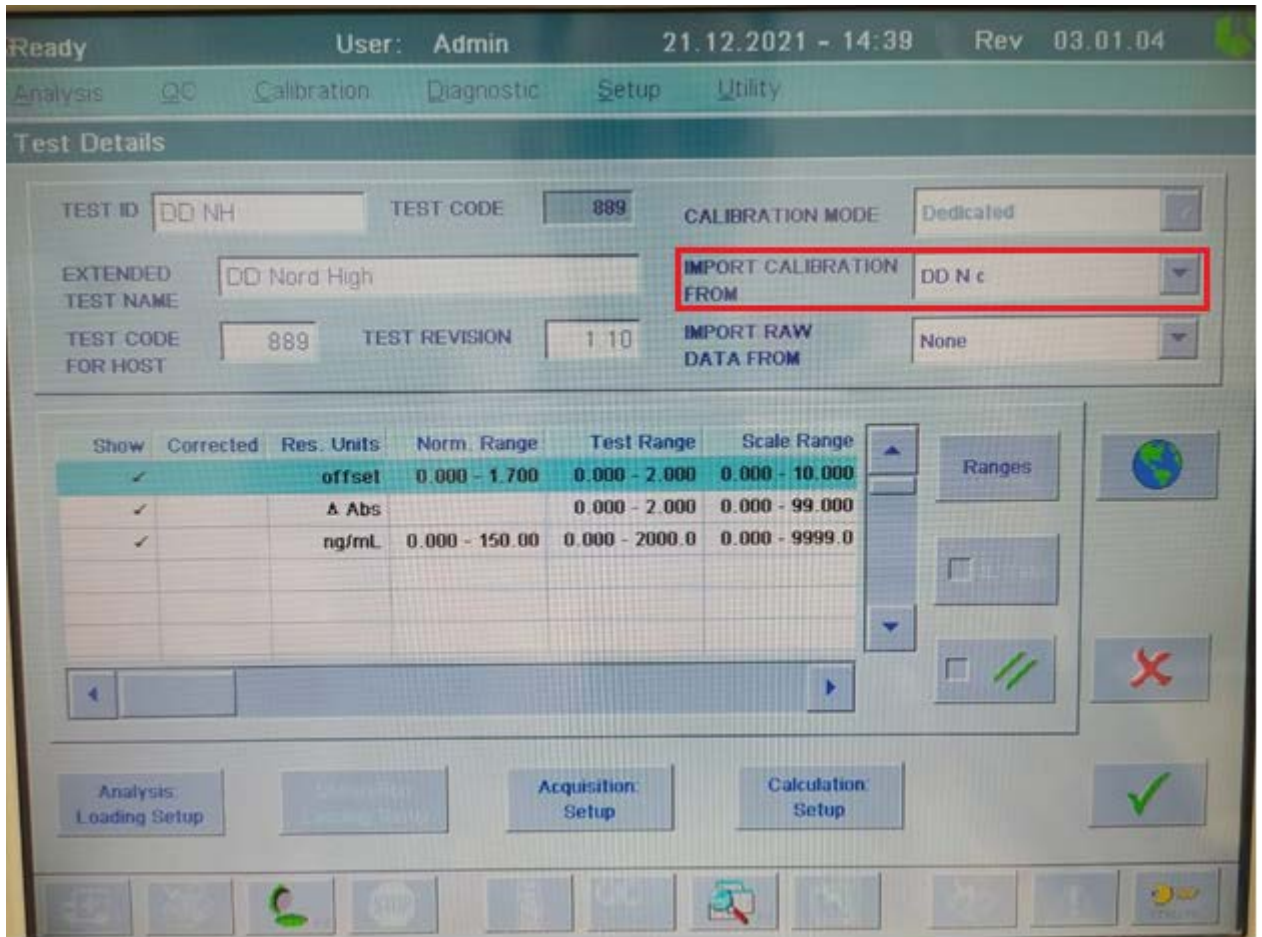 Ready User: Admin 21.12.2021 - 14:39 Rev 03.01.04
Analysis QC Calibration Diagnostic Setup Utility
Test Details
TEST ID DD NH TEST CODE 889 CALIBRATION MODE Dedicated
EXTENDED TEST NAME DD Nord High IMPORT CALIBRATION FROM DD N c
TEST CODE FOR HOST 889 TEST REVISION 1 10 IMPORT RAW DATA FROM None
Show Corrected Res. Units Norm. Range Test Range Scale Range
✓ offset 0.000 - 1.700 0.000 - 2.000 0.000 - 10.000
✓ Δ Abs 0.000 - 2.000 0.000 - 99.000
✓ ng/mL 0.000 - 150.00 0.000 - 2000.0 0.000 - 9999.0
Ranges
Analysis:
Loading Setup
Acquisition:
Setup
Calculation:
Setup
STOP